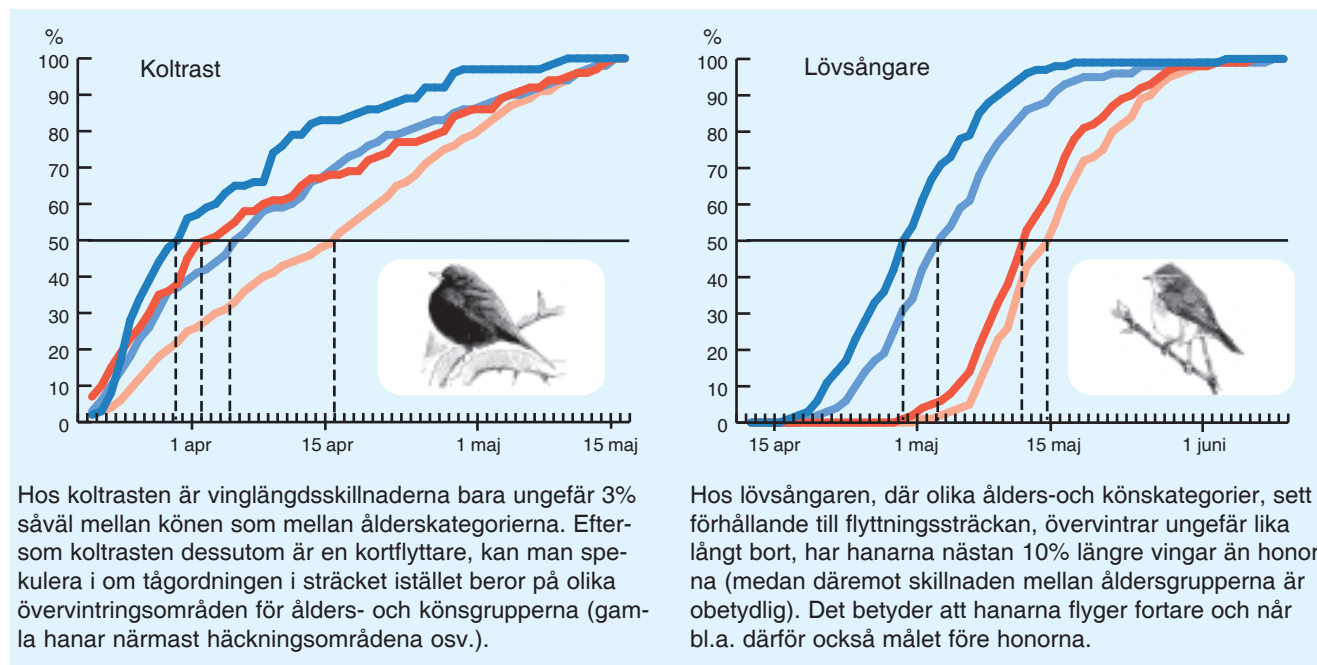 %
Koltrast
100
90
80
70
60
50
40
30
20
10
0
1 apr
15 apr
1 maj
15 maj
Hos koltrasten är vinglängdsskillnaderna bara ungefär 3%
såväl mellan könen som mellan ålderskategorierna. Efter-
som koltrasten dessutom är en kortflyttare, kan man spe-
kulera i om tågordningen i sträcket istället beror på olika
övervintringsområden för ålders- och könsgrupperna (gam-
la hanar närmast häckningsområdena osv.).
%
Lövsångare
100
90
80
70
60
50
40
30
20
10
0
15 apr
1 maj
15 maj
1 juni
Hos lövsångaren, där olika ålders-och könskategorier, sett
förhållande till flyttningssträckan, övervintrar ungefär lika
långt bort, har hanarna nästan 10% längre vingar än honor
na (medan däremot skillnaden mellan åldersgrupperna är
obetydlig). Det betyder att hanarna flyger fortare och når
bl.a. därför också målet före honorna.